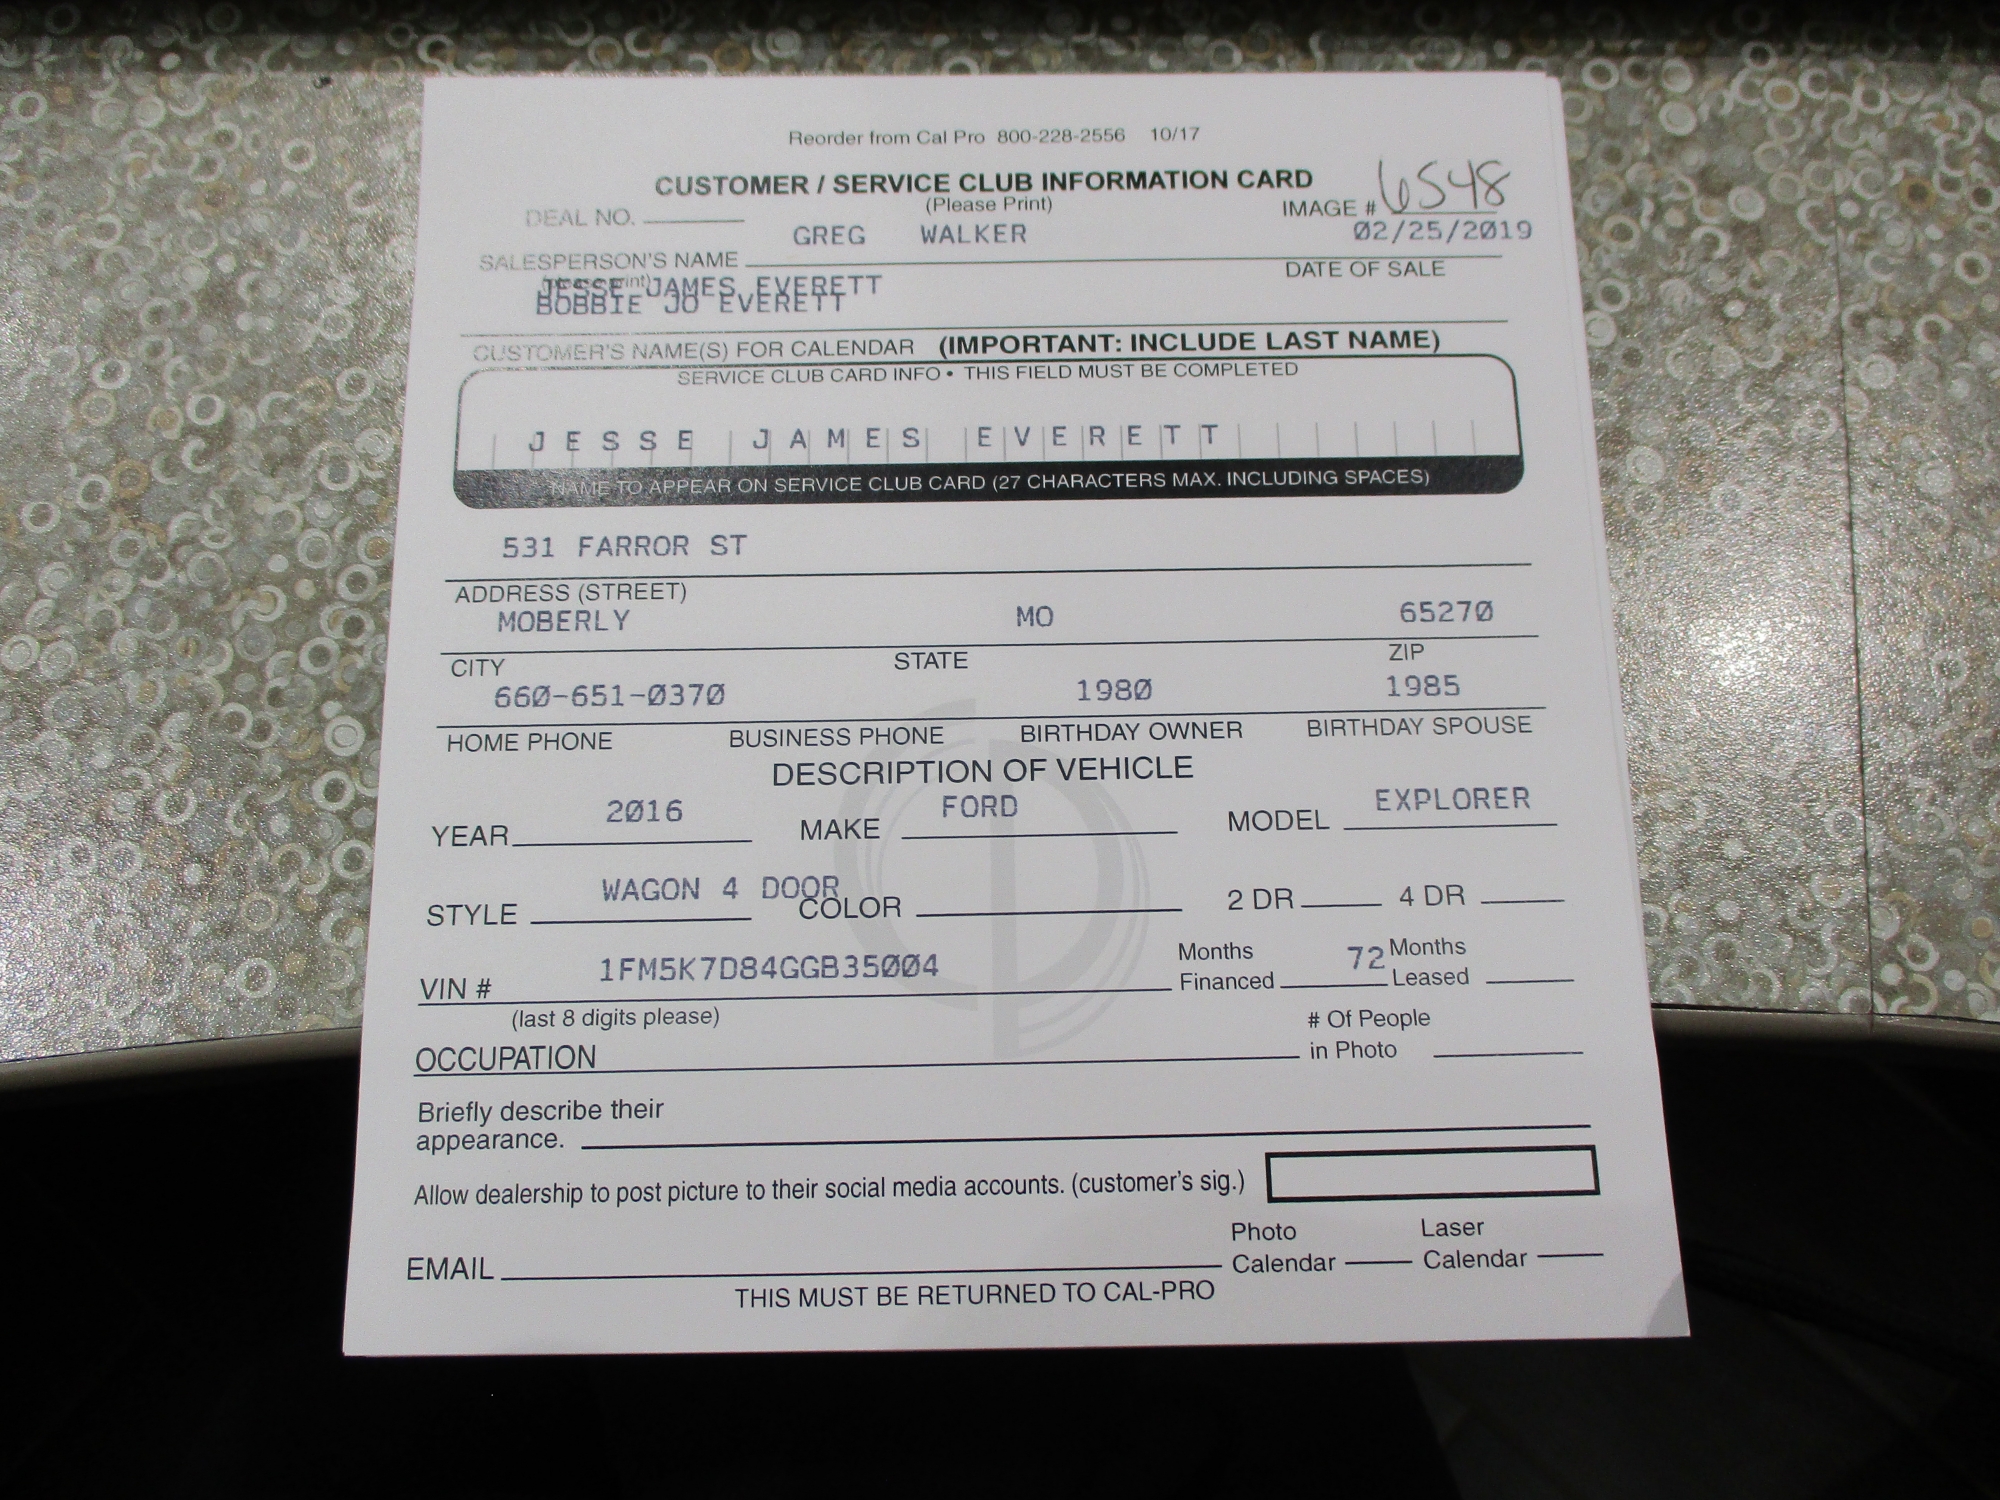 Reorder from Cal Pro 800-228-2556 10/17
CUSTOMER / SERVICE CLUB INFORMATION CARD
(Please Print)
DEAL NO. IMAGE # 6548
GREG WALKER 02/25/2019
SALESPERSON'S NAME DATE OF SALE
(please print)
JESSE JAMES EVERETT
BOBBIE JO EVERETT
CUSTOMER'S NAME(S) FOR CALENDAR (IMPORTANT: INCLUDE LAST NAME)
SERVICE CLUB CARD INFO • THIS FIELD MUST BE COMPLETED
JESSE JAMES EVERETT
NAME TO APPEAR ON SERVICE CLUB CARD (27 CHARACTERS MAX. INCLUDING SPACES)
531 FARROR ST
ADDRESS (STREET)
MOBERLY MO 65270
CITY STATE ZIP
660-651-0370 1980 1985
HOME PHONE BUSINESS PHONE BIRTHDAY OWNER BIRTHDAY SPOUSE
DESCRIPTION OF VEHICLE
YEAR 2016 MAKE FORD MODEL EXPLORER
STYLE WAGON 4 DOOR COLOR 2 DR 4 DR
VIN # 1FM5K7D84GGB35004 Months Financed 72 Months Leased
(last 8 digits please)
OCCUPATION # Of People in Photo
Briefly describe their
appearance.
Allow dealership to post picture to their social media accounts. (customer's sig.)
EMAIL Photo Calendar Laser Calendar
THIS MUST BE RETURNED TO CAL-PRO